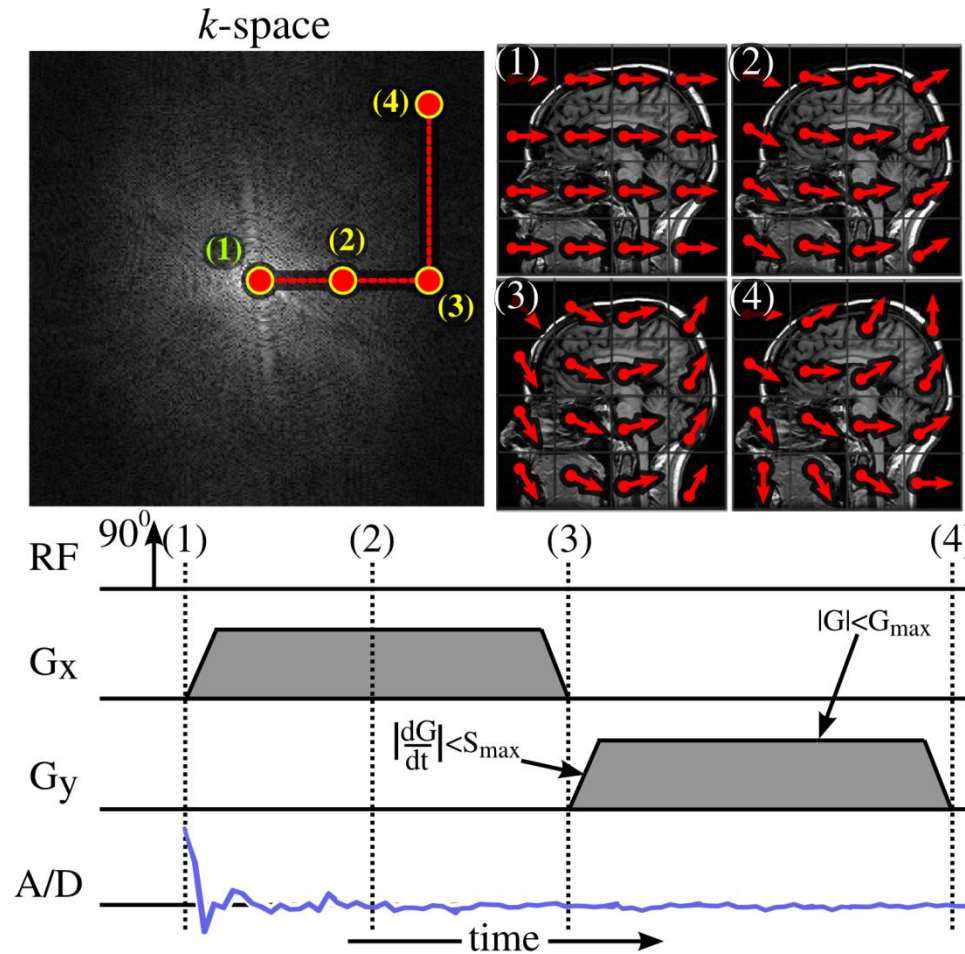 k-space
(1)
(2)
(3)
(4)
(1)
(2)
(3)
(4)
RF
90⁰
(1)
(2)
(3)
(4)
Gx
|G|<Gmax
Gy
|dG/dt|<Smax
A/D
time